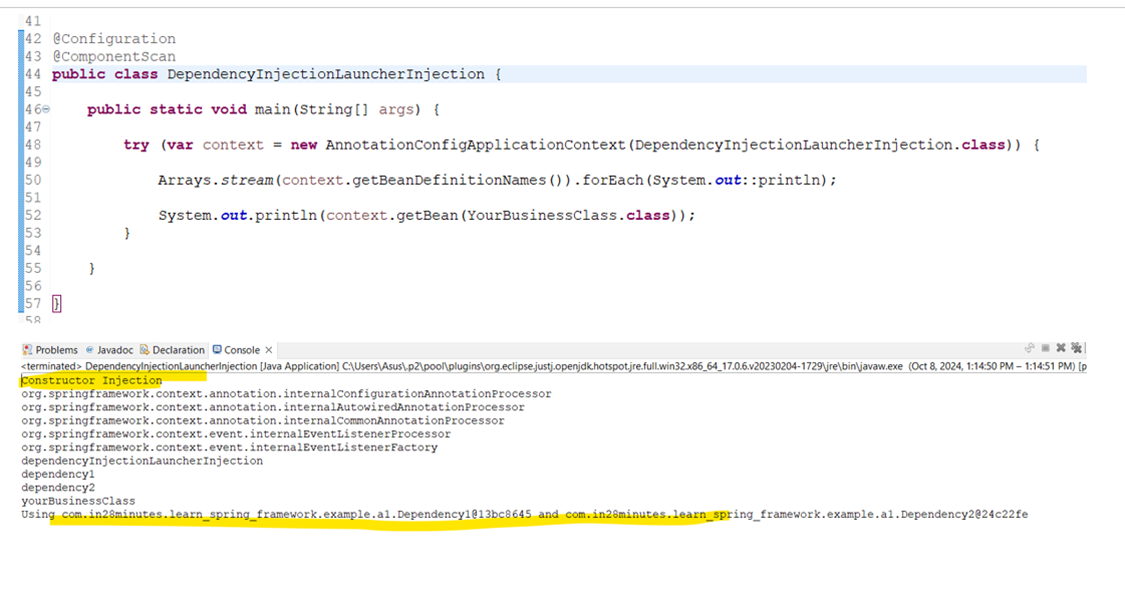 41
42 @Configuration
43 @ComponentScan
44 public class DependencyInjectionLauncherInjection {
45
46 public static void main(String[] args) {
47
48 try (var context = new AnnotationConfigApplicationContext(DependencyInjectionLauncherInjection.class)) {
49
50 Arrays.stream(context.getBeanDefinitionNames()).forEach(System.out::println);
51
52 System.out.println(context.getBean(YourBusinessClass.class));
53 }
54
55 }
56
57 }
58
Problems Javadoc Declaration Console
<terminated> DependencyInjectionLauncherInjection [Java Application] C:\Users\Asus\.p2\pool\plugins\org.eclipse.justj.openjdk.hotspot.jre.full.win32.x86_64_17.0.6.v20230204-1729\jre\bin\javaw.exe (Oct 8, 2024, 1:14:50 PM – 1:14:51 PM) [p
Constructor Injection
org.springframework.context.annotation.internalConfigurationAnnotationProcessor
org.springframework.context.annotation.internalAutowiredAnnotationProcessor
org.springframework.context.annotation.internalCommonAnnotationProcessor
org.springframework.context.event.internalEventListenerProcessor
org.springframework.context.event.internalEventListenerFactory
dependencyInjectionLauncherInjection
dependency1
dependency2
yourBusinessClass
Using com.in28minutes.learn_spring_framework.example.a1.Dependency1@13bc8645 and com.in28minutes.learn_spring_framework.example.a1.Dependency2@24c22fe